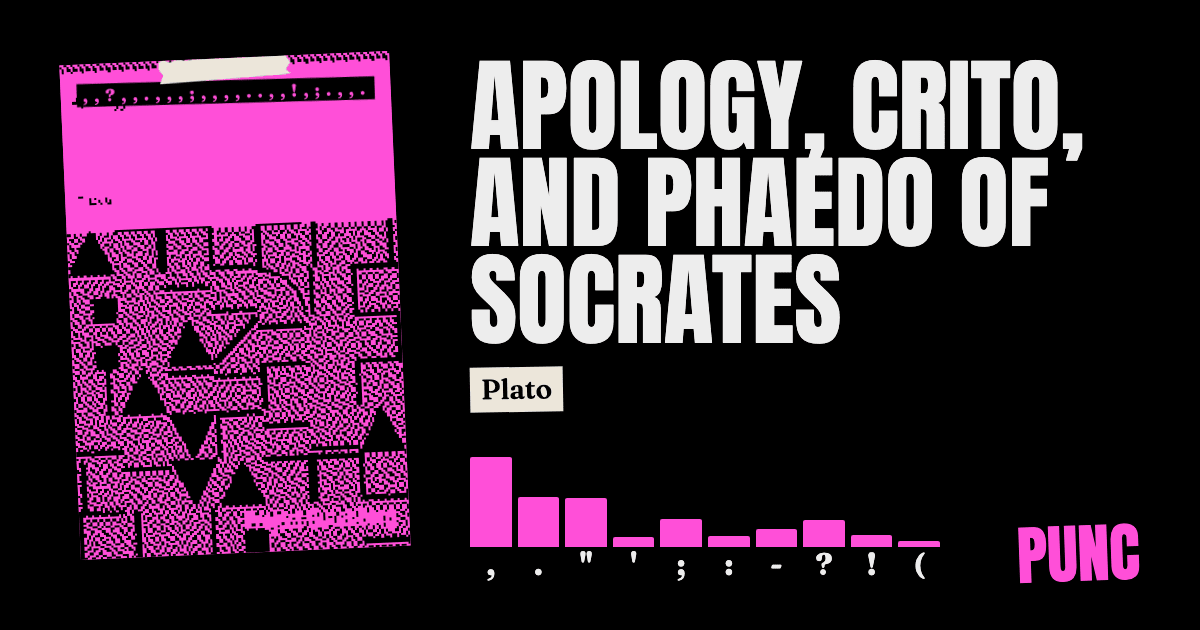 ,,?,,.,,,;,,,,..,,!,;.,,.
APOLOGY, CRITO,
AND PHAEDO OF
SOCRATES
Plato
, . " ' ; : - ? ! (
PUNC